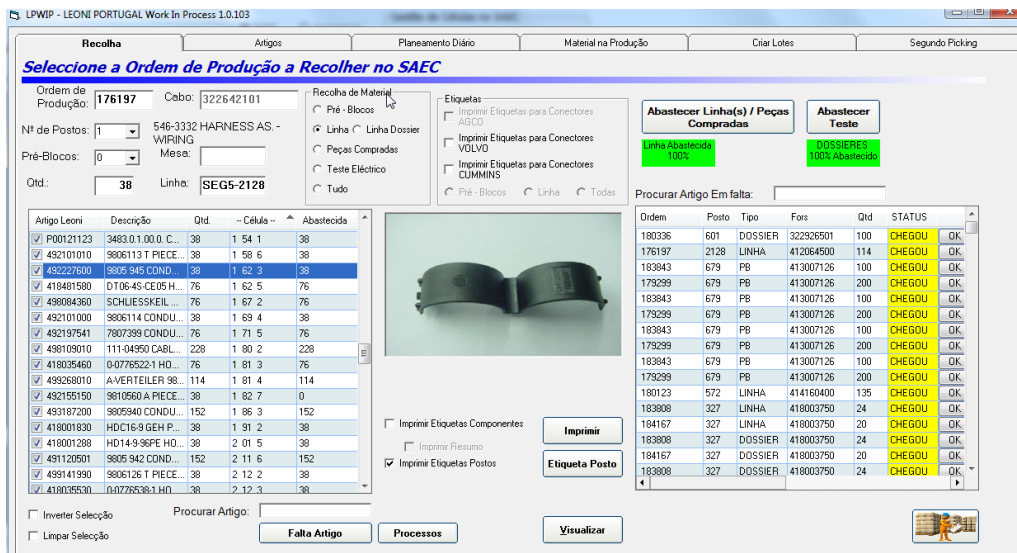 LPWIP - LEONI PORTUGAL Work In Process 1.0.103
Recolha
Artigos
Planeamento Diário
Material na Produção
Criar Lotes
Segundo Picking
Seleccione a Ordem de Produção a Recolher no SAEC
Ordem de Produção: 176197 Cabo: 322642101
Nº de Postos: 1 546-3332 HARNESS AS. - WIRING
Pré-Blocos: 0 Mesa:
Qtd.: 38 Linha: SEG5-2128
Recolha de Material
Pré - Blocos
Linha Linha Dossier
Peças Compradas
Teste Eléctrico
Tudo
Etiquetas
Imprimir Etiquetas para Conectores AGCO
Imprimir Etiquetas para Conectores VOLVO
Imprimir Etiquetas para Conectores CUMMINS
Pré - Blocos Linha Todas
Abastecer Linha(s) / Peças Compradas
Abastecer Teste
Linha Abastecida 100%
DOSSIERES 100% Abastecido
Procurar Artigo Em falta:
Artigo Leoni Descrição Qtd. -- Célula -- Abastecida
P00121123 3483.0.1.00.0. C... 38 1 54 1 38
492101010 9806113 T PIECE... 38 1 58 6 38
492227600 9805 945 COND... 38 1 62 3 38
418481580 DT06-4S-CE05 H... 76 1 62 5 76
498084360 SCHLIESSKEIL ... 76 1 67 2 76
492101000 9806114 CONDU... 38 1 69 4 38
492197541 7807399 CONDU... 76 1 71 5 76
498109010 111-04950 CABL... 228 1 80 2 228
418035460 0-0776522-1 HO... 76 1 81 3 76
499268010 A-VERTEILER 98... 114 1 81 4 114
492155150 9810560 A PIECE... 38 1 82 7 0
493187200 9805940 CONDU... 152 1 86 3 152
418001830 HDC16-9 GEH P... 38 1 91 2 38
418001288 HD14-9-96PE HO... 38 2 01 5 38
491120501 9805 942 COND... 152 2 11 6 152
499141990 9806126 T PIECE... 38 2 12 2 38
418035530 0-0776538-1 HO... 38 2 12 3 38
Ordem Posto Tipo Fors Qtd STATUS
180336 601 DOSSIER 322926501 100 CHEGOU OK
176197 2128 LINHA 412064500 114 CHEGOU OK
183843 679 PB 413007126 100 CHEGOU OK
179299 679 PB 413007126 200 CHEGOU OK
183843 679 PB 413007126 100 CHEGOU OK
179299 679 PB 413007126 200 CHEGOU OK
183843 679 PB 413007126 100 CHEGOU OK
179299 679 PB 413007126 200 CHEGOU OK
183843 679 PB 413007126 100 CHEGOU OK
179299 679 PB 413007126 200 CHEGOU OK
180123 572 LINHA 414160400 135 CHEGOU OK
183808 327 LINHA 418003750 24 CHEGOU OK
184167 327 LINHA 418003750 20 CHEGOU OK
183808 327 DOSSIER 418003750 24 CHEGOU OK
184167 327 DOSSIER 418003750 20 CHEGOU OK
183808 327 DOSSIER 418003750 24 CHEGOU OK
Imprimir Etiquetas Componentes
Imprimir Resumo
Imprimir Etiquetas Postos
Imprimir
Etiqueta Posto
Inverter Selecção
Limpar Selecção
Procurar Artigo:
Falta Artigo
Processos
Visualizar